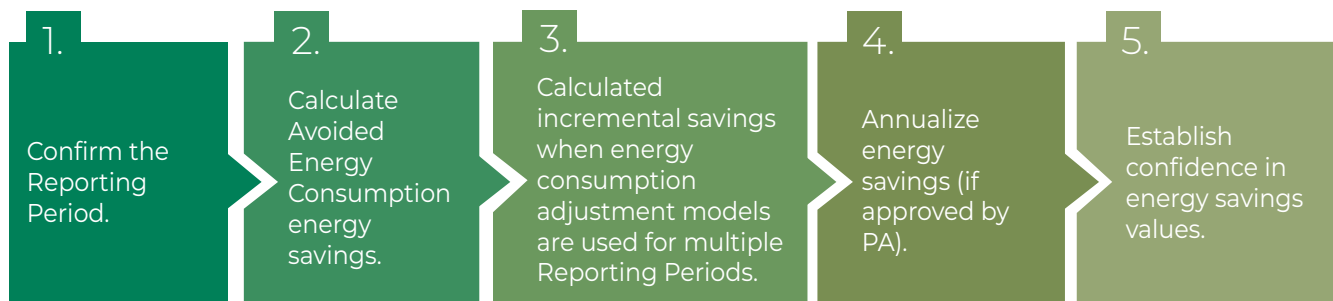 1.
Confirm the
Reporting
Period.
2.
Calculate
Avoided
Energy
Consumption
energy
savings.
3.
Calculated
incremental savings
when energy
consumption
adjustment models
are used for multiple
Reporting Periods.
4.
Annualize
energy
savings (if
approved by
PA).
5.
Establish
confidence in
energy savings
values.